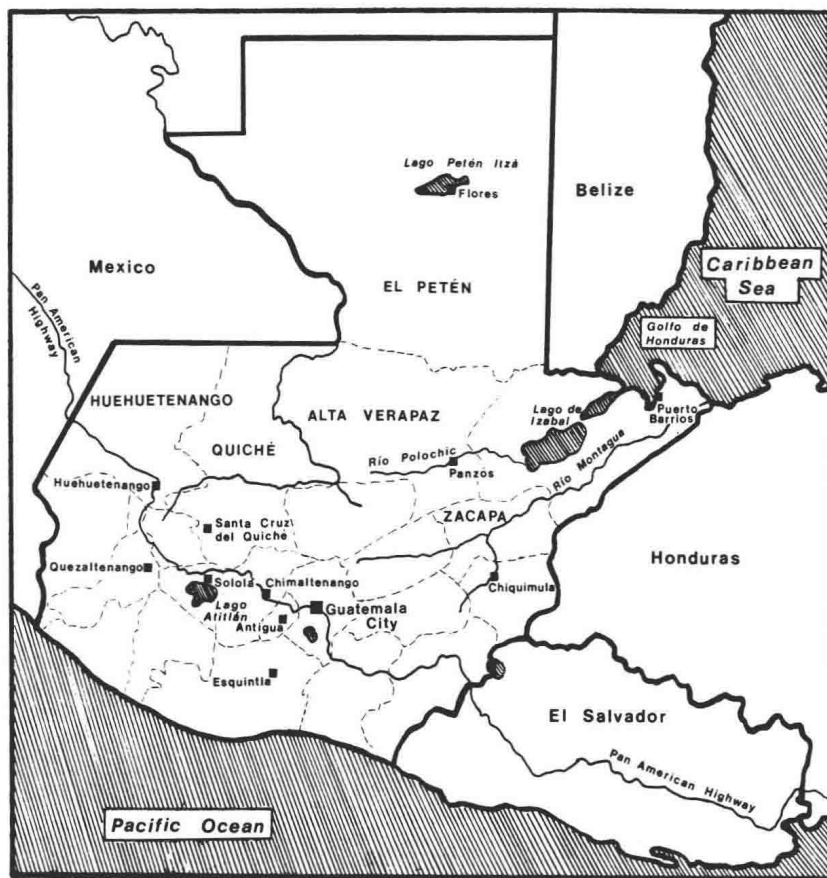 Lago Petén Itzá
Flores
Belize
Mexico
Caribbean
Sea
EL PETÉN
Pan American
Highway
Golfo de
Honduras
HUEHUETENANGO
ALTA VERAPAZ
Lago de
Izabal
Puerto
Barrios
QUICHÉ
Río Polochic
Panzós
Río Montagua
Huehuetenango
ZACAPA
Santa Cruz
del Quiché
Honduras
Quezaltenango
Sololá
Chimaltenango
Chiquimula
Lago
Atitlán
Guatemala
City
Antigua
Esquintla
El Salvador
Pan American Highway
Pacific Ocean